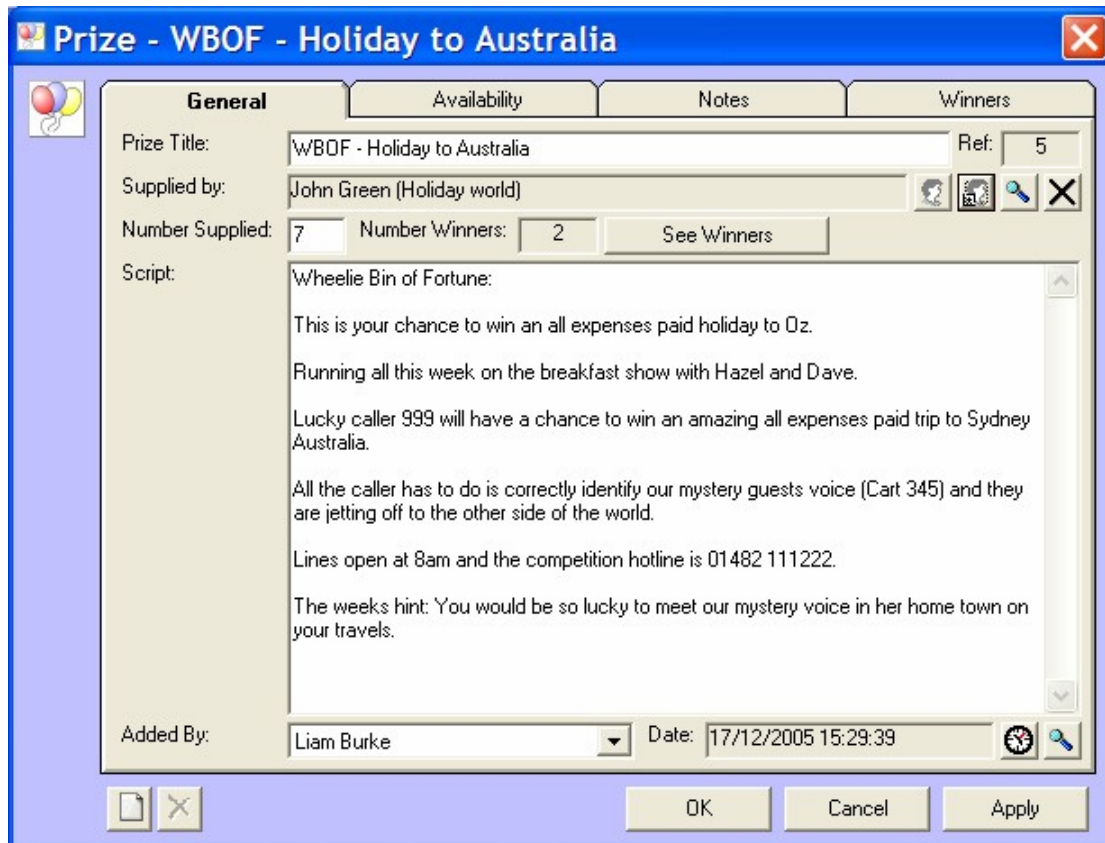 Prize - WBOF - Holiday to Australia
General Availability Notes Winners
Prize Title: WBOF - Holiday to Australia Ref: 5
Supplied by: John Green (Holiday world)
Number Supplied: 7 Number Winners: 2 See Winners
Script: Wheelie Bin of Fortune:
This is your chance to win an all expenses paid holiday to Oz.
Running all this week on the breakfast show with Hazel and Dave.
Lucky caller 999 will have a chance to win an amazing all expenses paid trip to Sydney
Australia.
All the caller has to do is correctly identify our mystery guests voice (Cart 345) and they
are jetting off to the other side of the world.
Lines open at 8am and the competition hotline is 01482 111222.
The weeks hint: You would be so lucky to meet our mystery voice in her home town on
your travels.
Added By: Liam Burke Date: 17/12/2005 15:29:39
OK Cancel Apply